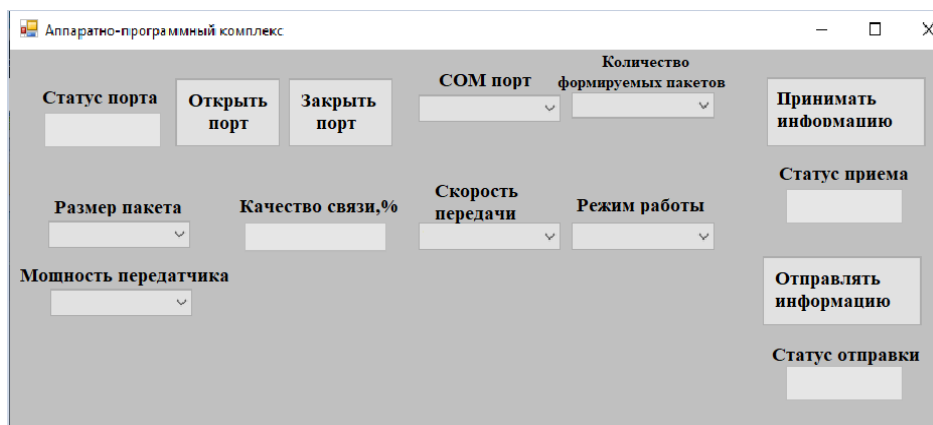 Аппаратно-программный комплекс
Статус порта
Открыть
порт
Закрыть
порт
COM порт
Количество
формируемых пакетов
Принимать
информацию
Статус приема
Размер пакета
Качество связи,%
Скорость
передачи
Режим работы
Мощность передатчика
Отправлять
информацию
Статус отправки